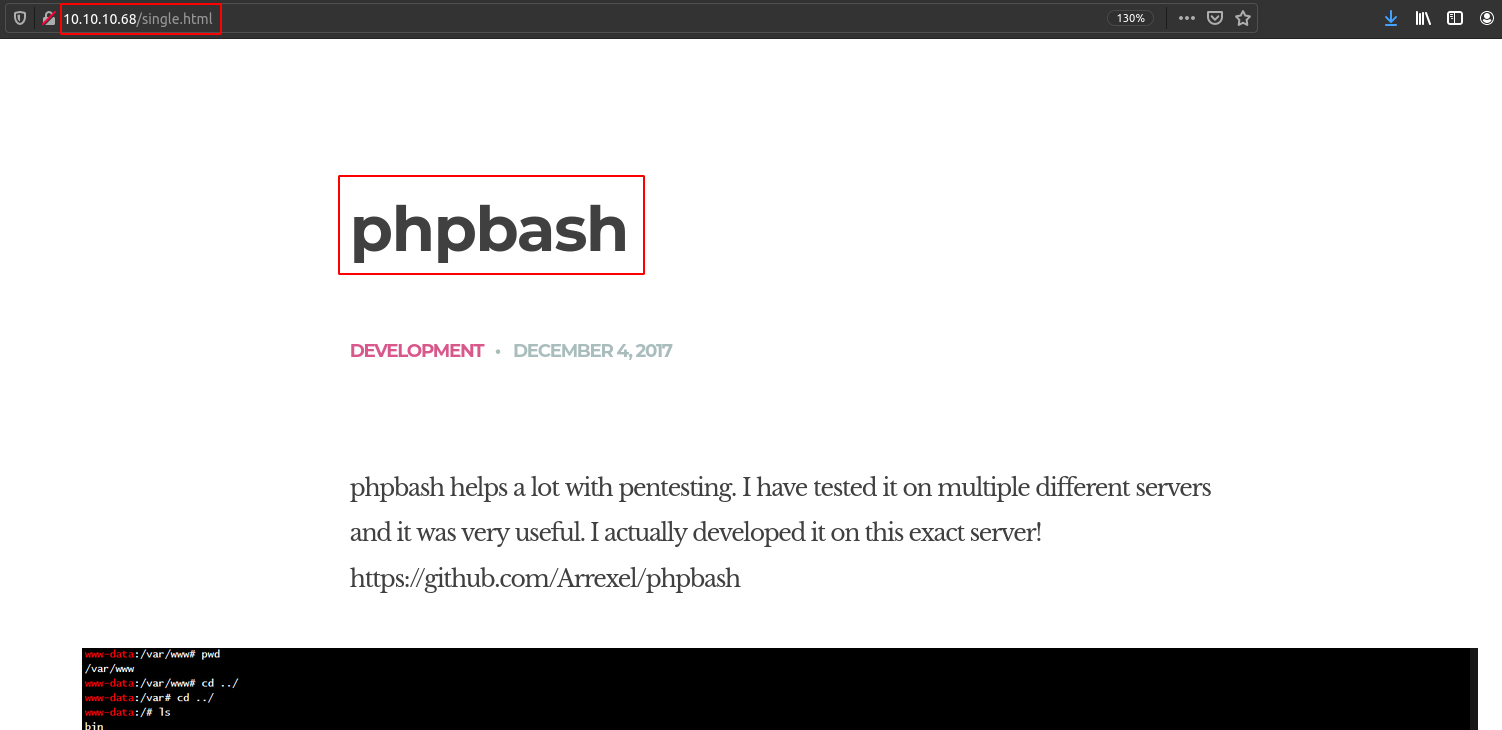 10.10.10.68/single.html
130%
phpbash
DEVELOPMENT • DECEMBER 4, 2017
phpbash helps a lot with pentesting. I have tested it on multiple different servers
and it was very useful. I actually developed it on this exact server!
https://github.com/Arrexel/phpbash
www-data:/var/www# pwd
/var/www
www-data:/var/www# cd ../
www-data:/var# cd ../
www-data:/# ls
bin